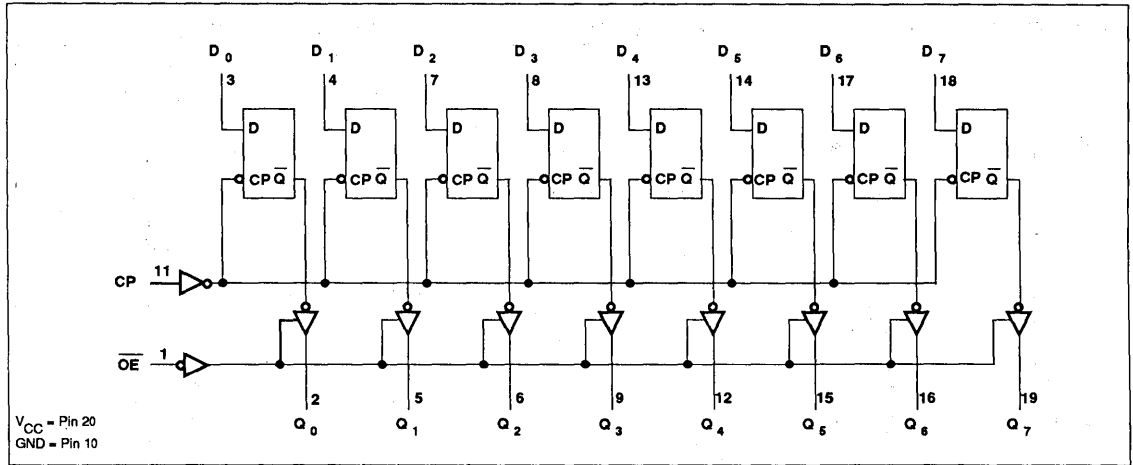 D0 D1 D2 D3 D4 D5 D6 D7
3 4 7 8 13 14 17 18
D D D D D D D D
CP Q̅ CP Q̅ CP Q̅ CP Q̅ CP Q̅ CP Q̅ CP Q̅ CP Q̅
CP 11
O̅E̅ 1
2 5 6 9 12 15 16 19
Q0 Q1 Q2 Q3 Q4 Q5 Q6 Q7
VCC = Pin 20
GND = Pin 10